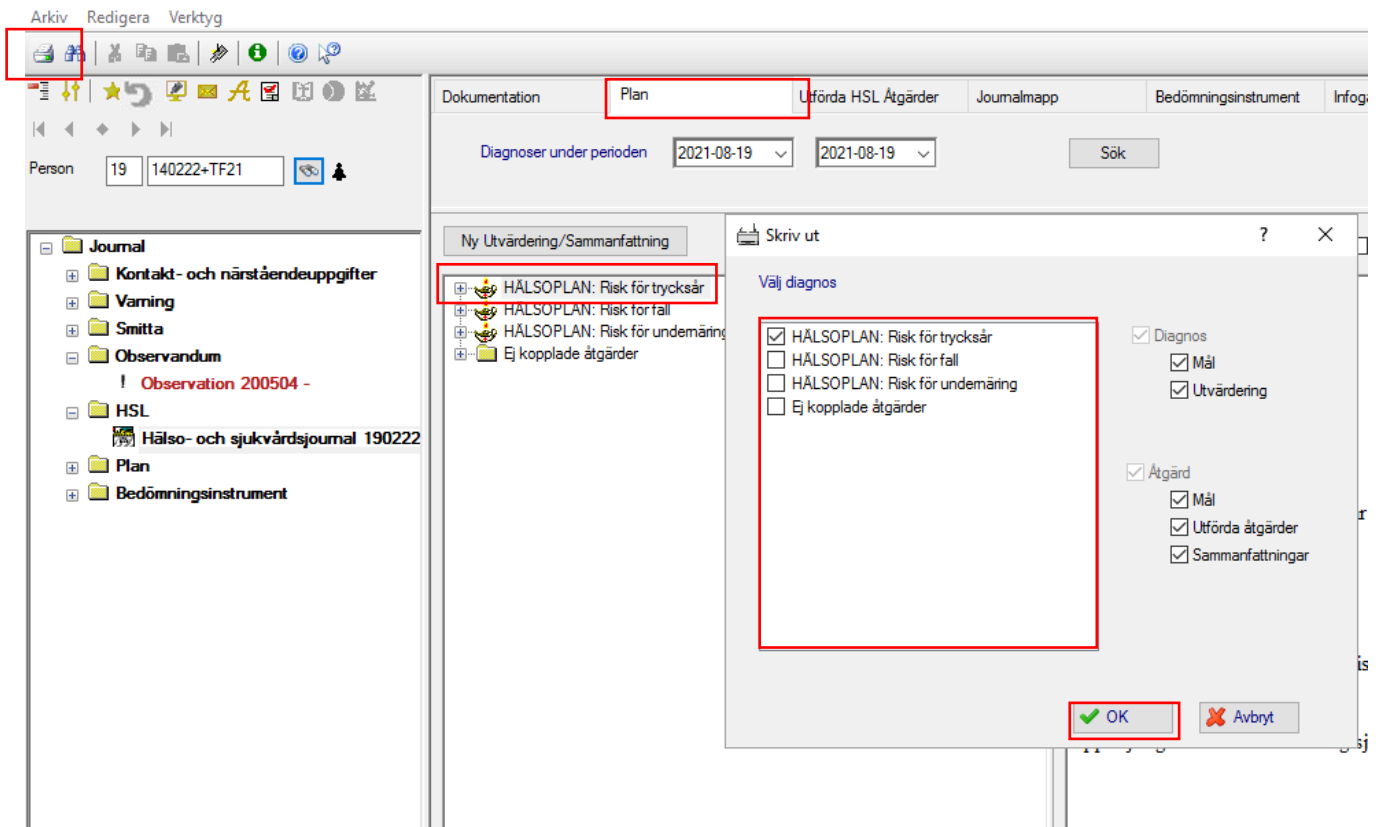 Arkiv Redigera Verktyg
Dokumentation Plan Utförda HSL Åtgärder Journalmapp Bedömningsinstrument
Diagnoser under perioden 2021-08-19 2021-08-19 Sök
Person 19 140222+TF21
Journal
Kontakt- och närståendeuppgifter
Varning
Smitta
Observandum
! Observation 200504 -
HSL
Hälso- och sjukvårdsjournal 190222
Plan
Bedömningsinstrument
Ny Utvärdering/Sammanfattning
HÄLSOPLAN: Risk för trycksår
HÄLSOPLAN: Risk för fall
HÄLSOPLAN: Risk för undernäring
Ej kopplade åtgärder
Skriv ut ?
Välj diagnos
HÄLSOPLAN: Risk för trycksår
HÄLSOPLAN: Risk för fall
HÄLSOPLAN: Risk för undernäring
Ej kopplade åtgärder
Diagnos
Mål
Utvärdering
Åtgärd
Mål
Utförda åtgärder
Sammanfattningar
OK Avbryt